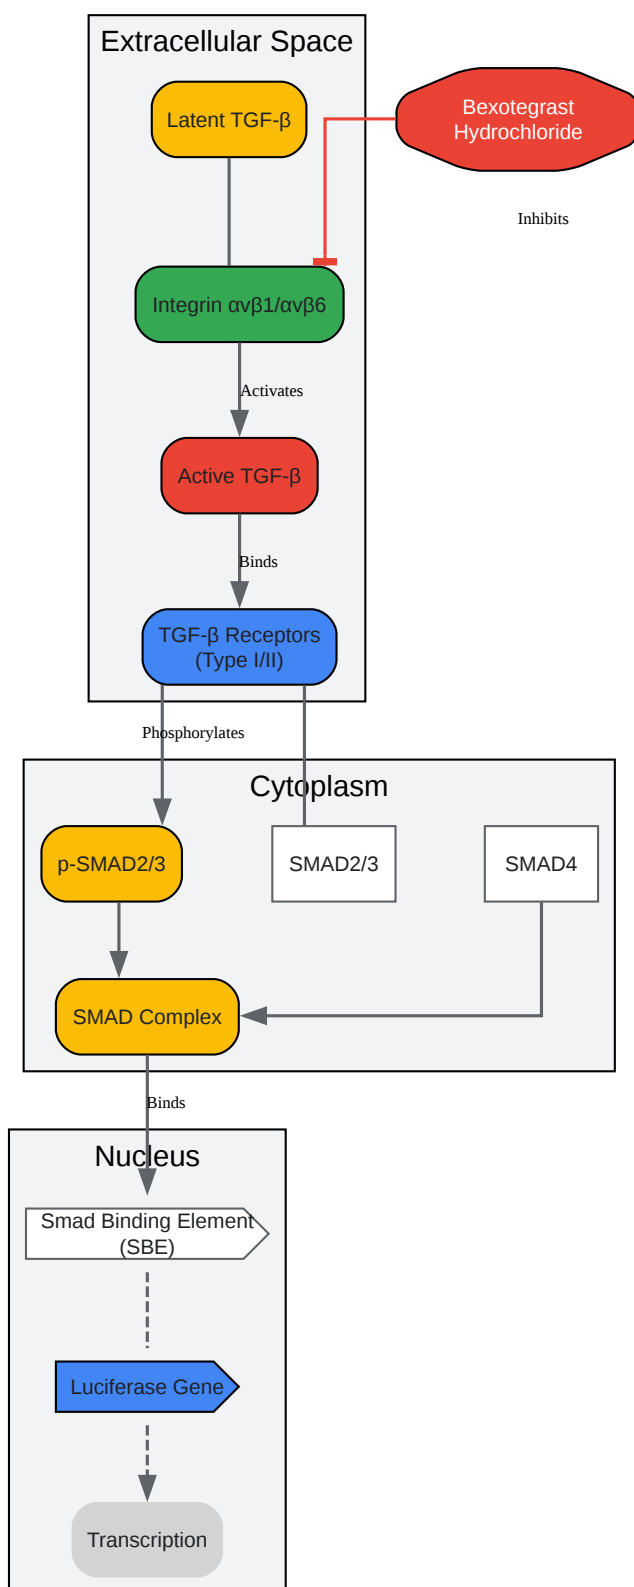 Extracellular Space
Latent TGF-β
Bexotegrast
Hydrochloride
Inhibits
Integrin αvβ1/αvβ6
Activates
Active TGF-β
Binds
TGF-β Receptors
(Type I/II)
Phosphorylates
Cytoplasm
p-SMAD2/3
SMAD2/3
SMAD4
SMAD Complex
Binds
Nucleus
Smad Binding Element
(SBE)
Luciferase Gene
Transcription